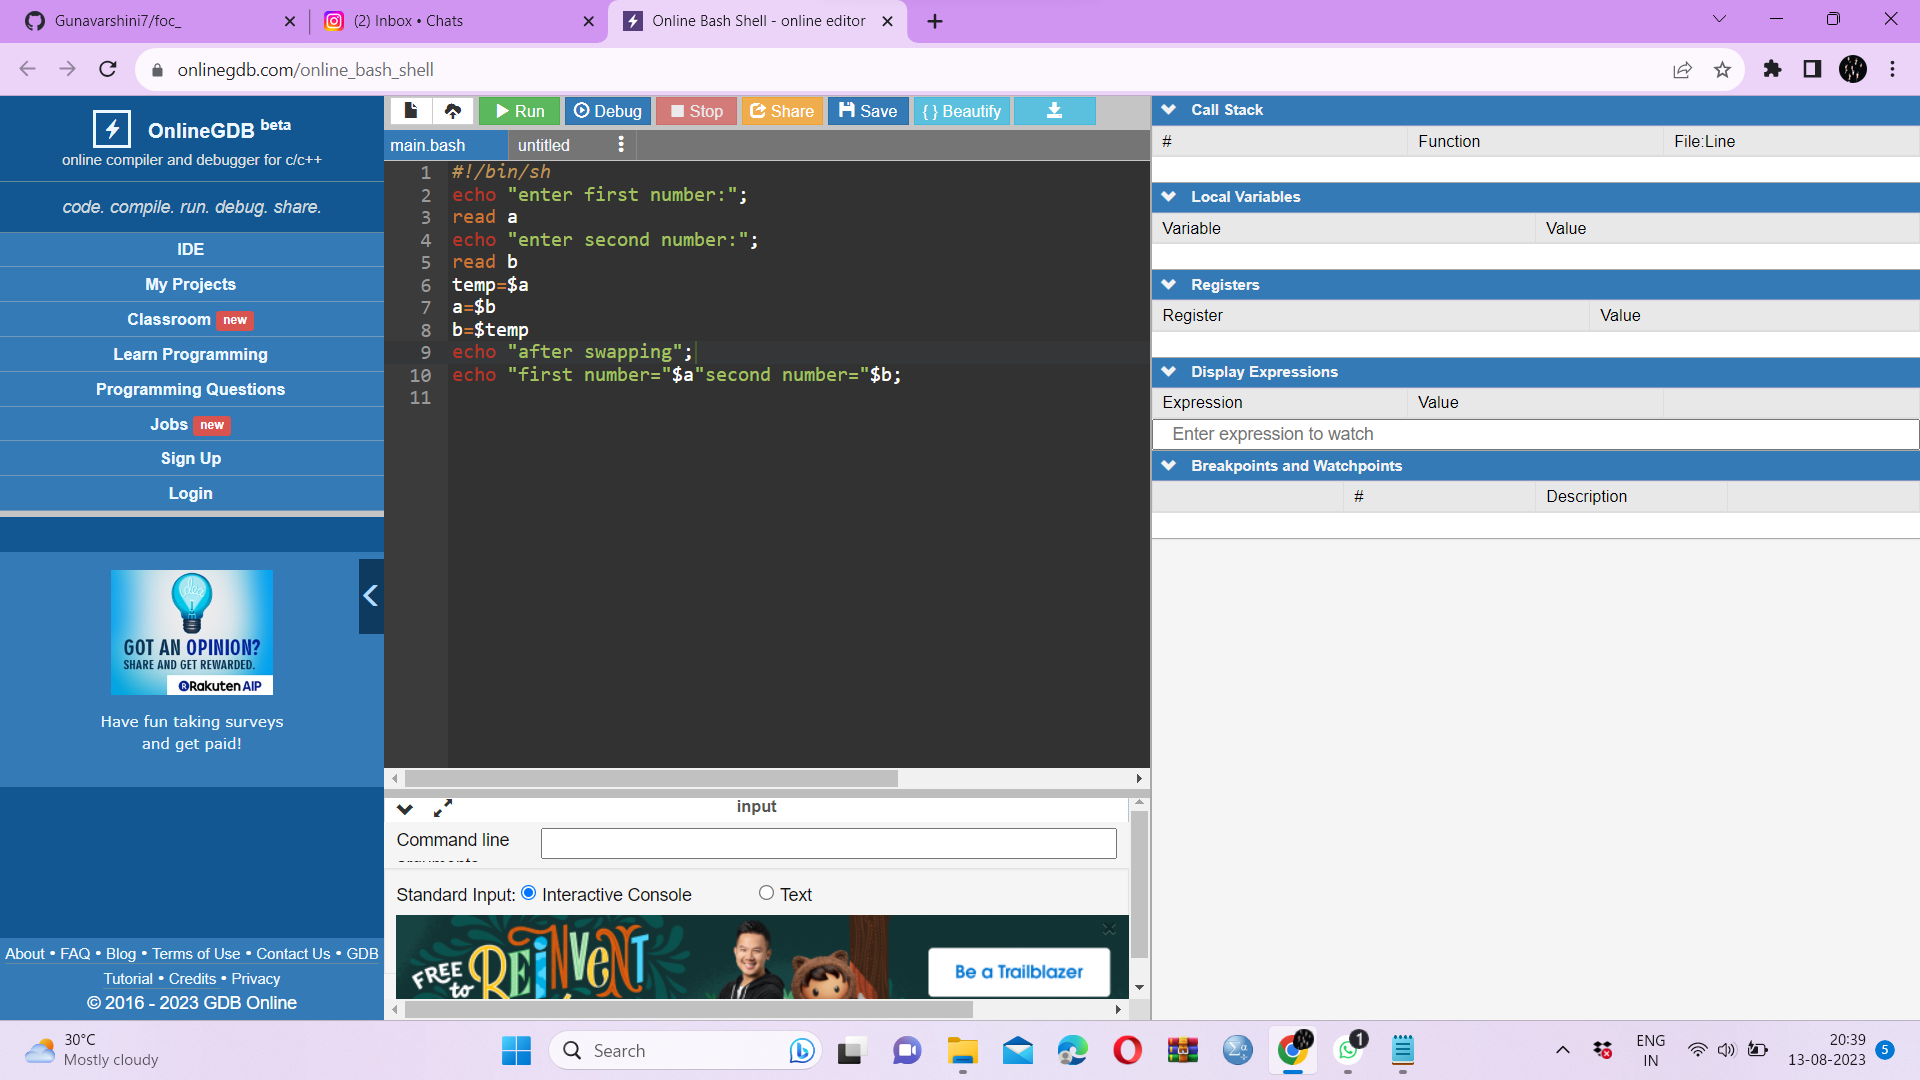 Gunavarshini7/foc_
(2) Inbox • Chats
Online Bash Shell - online editor
onlinegdb.com/online_bash_shell
OnlineGDB beta
online compiler and debugger for c/c++
code. compile. run. debug. share.
IDE
My Projects
Classroom new
Learn Programming
Programming Questions
Jobs new
Sign Up
Login
GOT AN OPINION?
SHARE AND GET REWARDED.
Rakuten AIP
Have fun taking surveys
and get paid!
About • FAQ • Blog • Terms of Use • Contact Us • GDB
Tutorial • Credits • Privacy
© 2016 - 2023 GDB Online
Run Debug Stop Share Save { } Beautify
main.bash untitled
1 #!/bin/sh
2 echo "enter first number:";
3 read a
4 echo "enter second number:";
5 read b
6 temp=$a
7 a=$b
8 b=$temp
9 echo "after swapping";
10 echo "first number="$a"second number="$b;
11
input
Command line
Standard Input: Interactive Console Text
FREE to REINVENT
Be a Trailblazer
Call Stack
# Function File:Line
Local Variables
Variable Value
Registers
Register Value
Display Expressions
Expression Value
Enter expression to watch
Breakpoints and Watchpoints
# Description
30°C
Mostly cloudy
Search
1
ENG
IN
20:39
13-08-2023
5